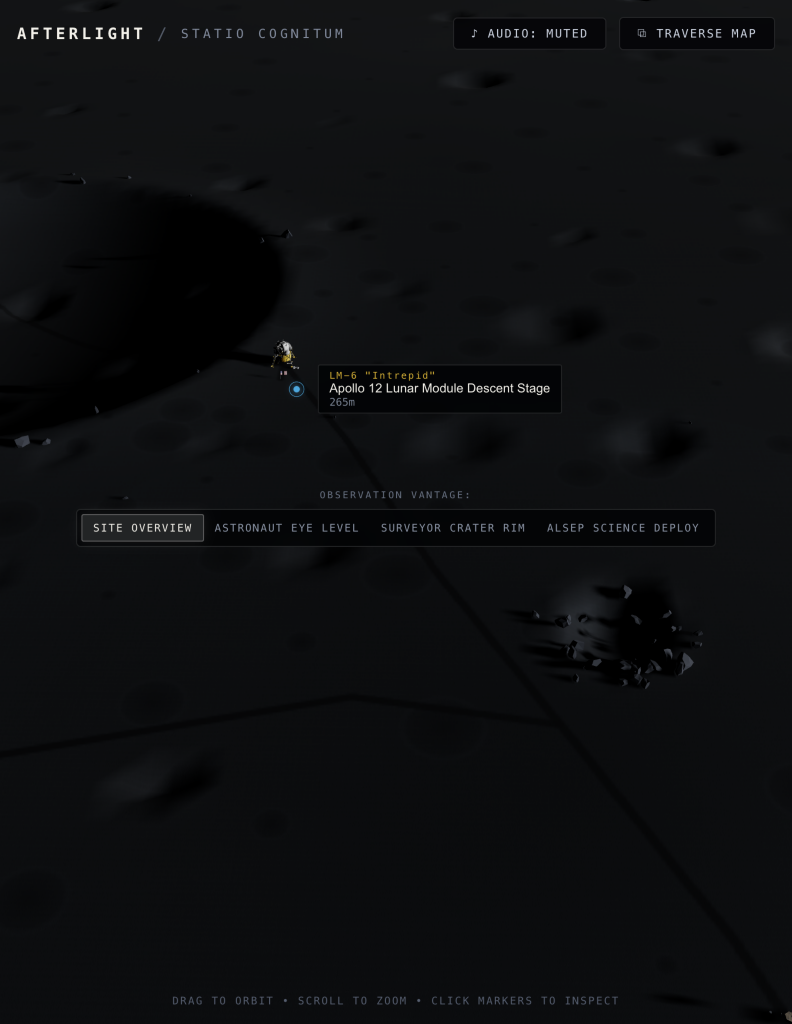 AFTERLIGHT / STATIO COGNITUM
♪ AUDIO: MUTED
TRAVERSE MAP
LM-6 "Intrepid"
Apollo 12 Lunar Module Descent Stage
265m
OBSERVATION VANTAGE:
SITE OVERVIEW ASTRONAUT EYE LEVEL SURVEYOR CRATER RIM ALSEP SCIENCE DEPLOY
DRAG TO ORBIT • SCROLL TO ZOOM • CLICK MARKERS TO INSPECT